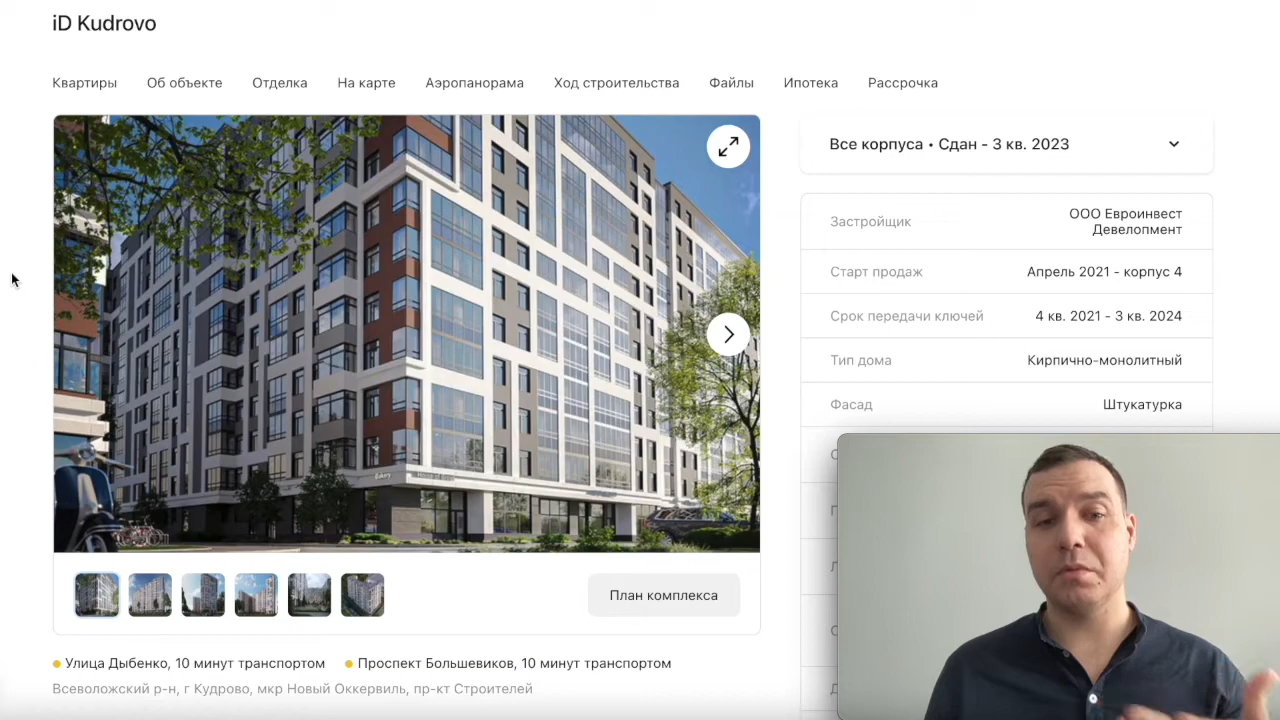 iD Kudrovo
Квартиры Об объекте Отделка На карте Аэропанорама Ход строительства Файлы Ипотека Рассрочка
Все корпуса • Сдан - 3 кв. 2023
Застройщик ООО Евроинвест
Девелопмент
Старт продаж Апрель 2021 - корпус 4
Срок передачи ключей 4 кв. 2021 - 3 кв. 2024
Тип дома Кирпично-монолитный
Фасад Штукатурка
Bakery
План комплекса
Улица Дыбенко, 10 минут транспортом Проспект Большевиков, 10 минут транспортом
Всеволожский р-н, г Кудрово, мкр Новый Оккервиль, пр-кт Строителей